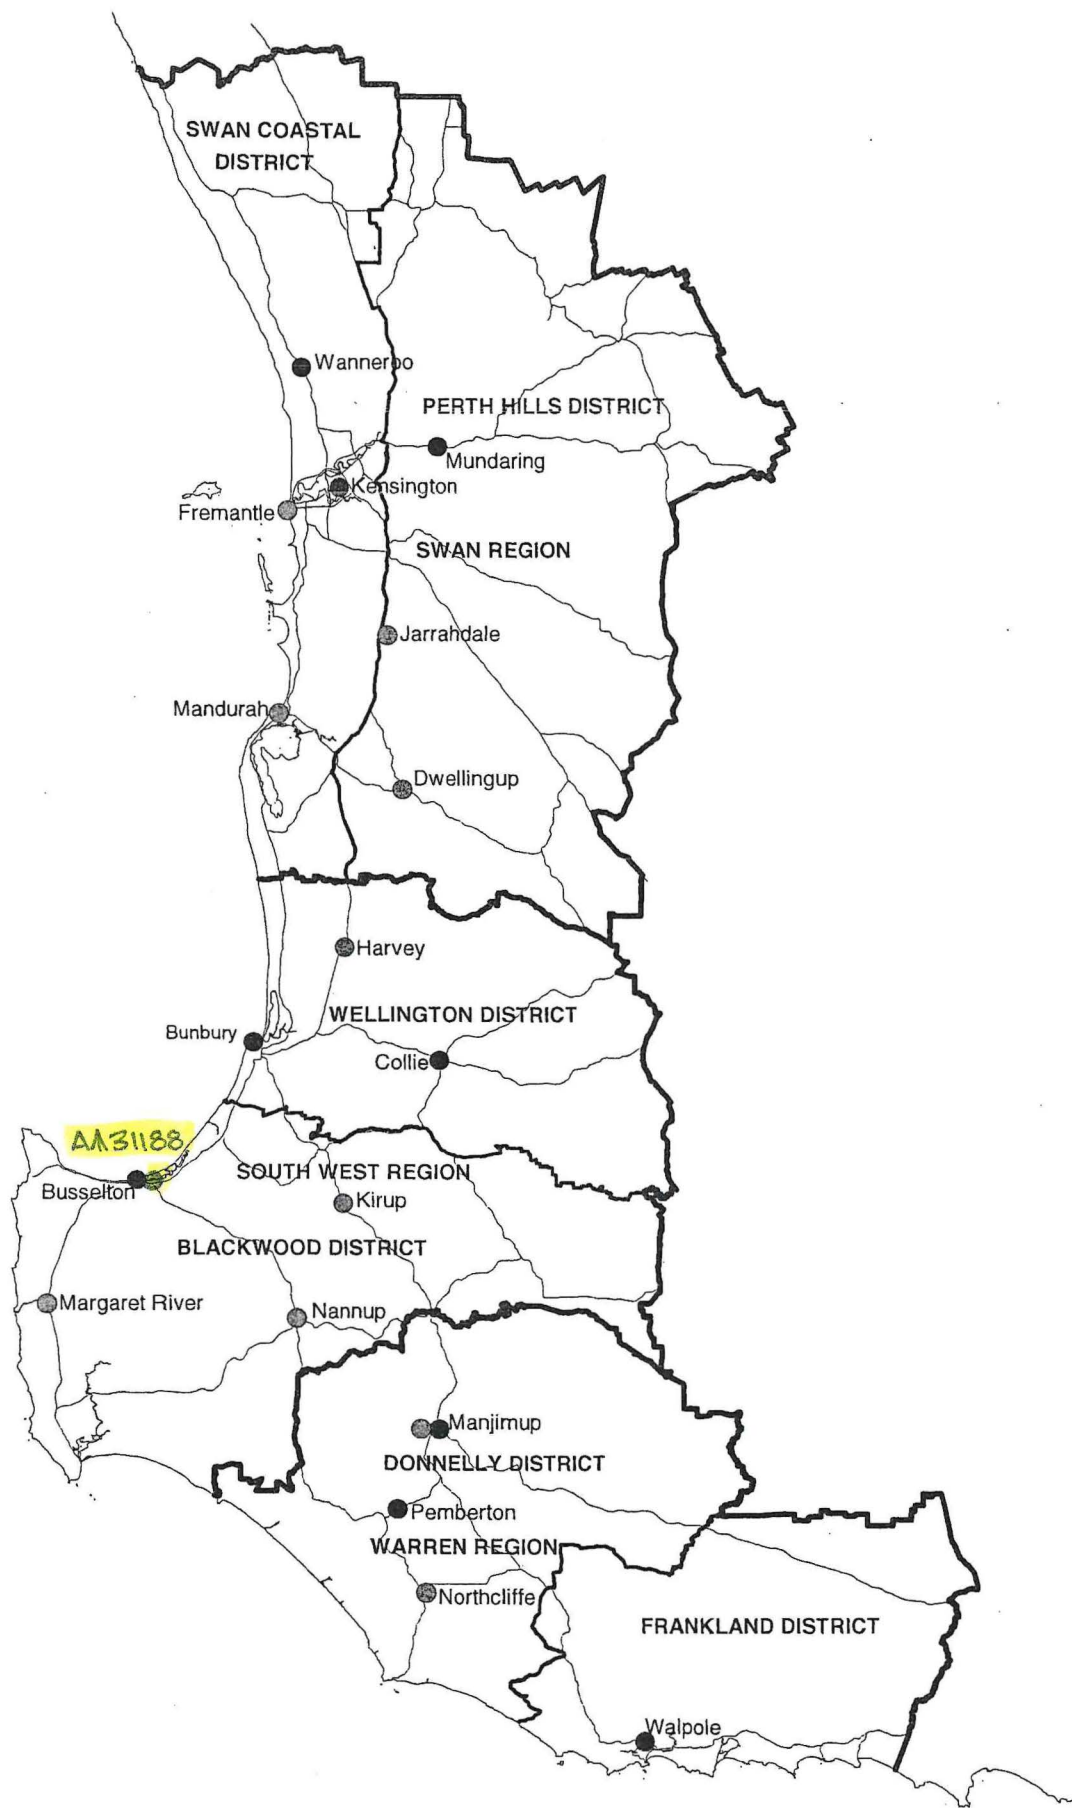 SWAN COASTAL
DISTRICT
Wanneroo
PERTH HILLS DISTRICT
Mundaring
Kensington
Fremantle
SWAN REGION
Jarrahdale
Mandurah
Dwellingup
Harvey
WELLINGTON DISTRICT
Bunbury
Collie
AA31188
SOUTH WEST REGION
Busselton
Kirup
BLACKWOOD DISTRICT
Margaret River
Nannup
Manjimup
DONNELLY DISTRICT
Pemberton
WARREN REGION
Northcliffe
FRANKLAND DISTRICT
Walpole